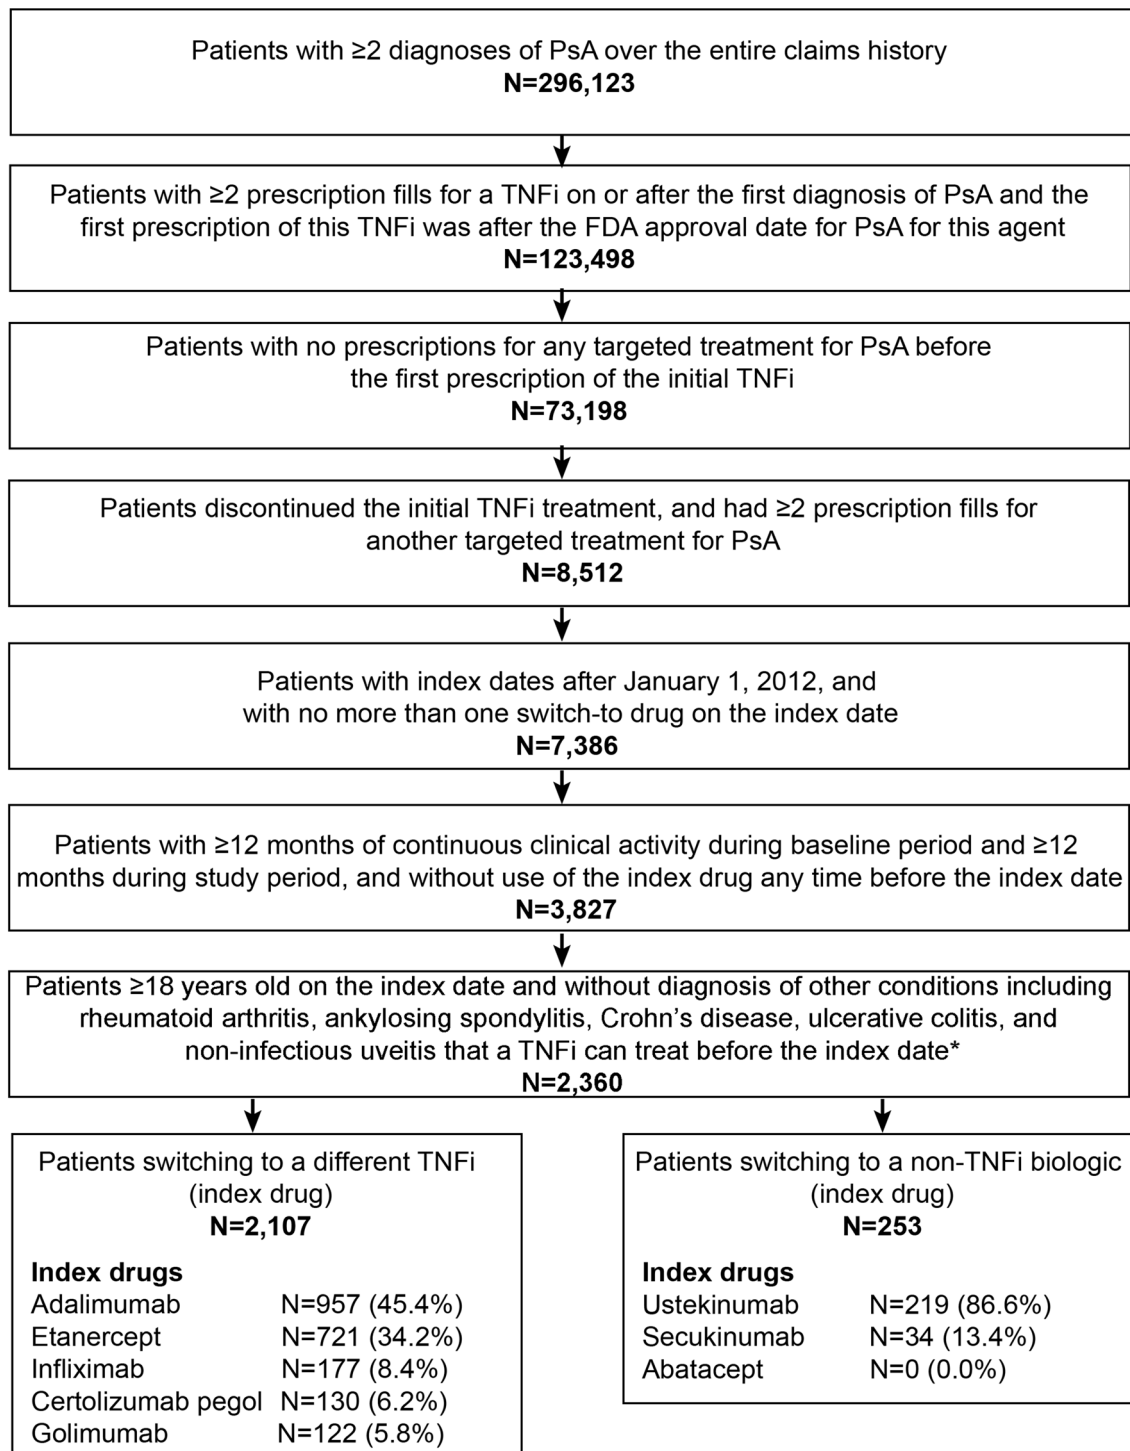 Patients with ≥2 diagnoses of PsA over the entire claims history
N=296,123
Patients with ≥2 prescription fills for a TNFi on or after the first diagnosis of PsA and the
first prescription of this TNFi was after the FDA approval date for PsA for this agent
N=123,498
Patients with no prescriptions for any targeted treatment for PsA before
the first prescription of the initial TNFi
N=73,198
Patients discontinued the initial TNFi treatment, and had ≥2 prescription fills for
another targeted treatment for PsA
N=8,512
Patients with index dates after January 1, 2012, and
with no more than one switch-to drug on the index date
N=7,386
Patients with ≥12 months of continuous clinical activity during baseline period and ≥12
months during study period, and without use of the index drug any time before the index date
N=3,827
Patients ≥18 years old on the index date and without diagnosis of other conditions including
rheumatoid arthritis, ankylosing spondylitis, Crohn's disease, ulcerative colitis, and
non-infectious uveitis that a TNFi can treat before the index date*
N=2,360
Patients switching to a different TNFi
(index drug)
N=2,107
Index drugs
Adalimumab N=957 (45.4%)
Etanercept N=721 (34.2%)
Infliximab N=177 (8.4%)
Certolizumab pegol N=130 (6.2%)
Golimumab N=122 (5.8%)
Patients switching to a non-TNFi biologic
(index drug)
N=253
Index drugs
Ustekinumab N=219 (86.6%)
Secukinumab N=34 (13.4%)
Abatacept N=0 (0.0%)